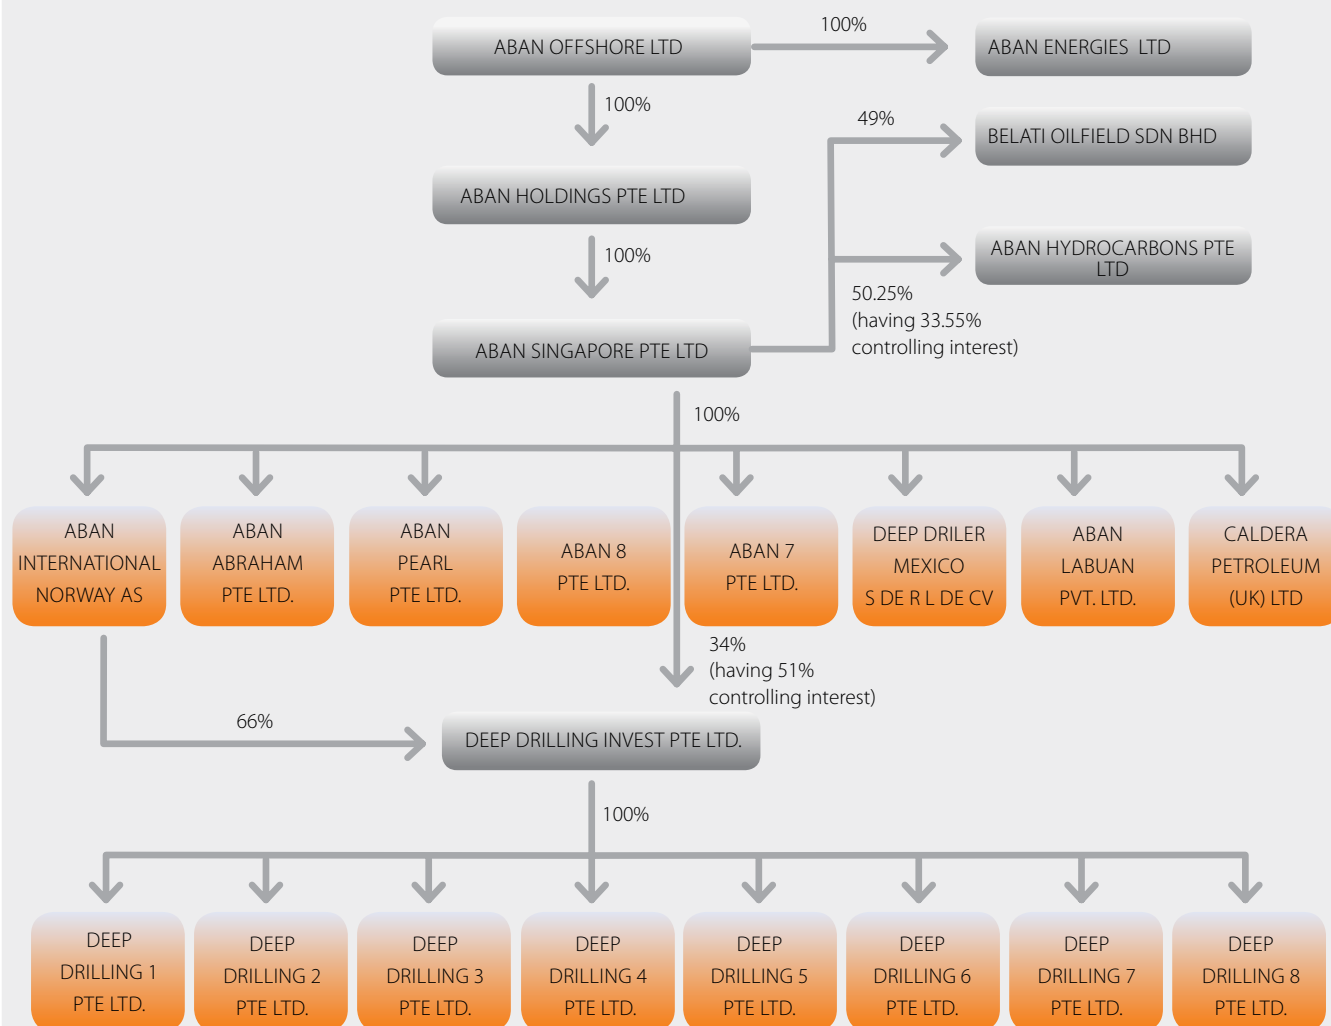 ABAN OFFSHORE LTD
100%
ABAN ENERGIES LTD
100%
49%
BELATI OILFIELD SDN BHD
ABAN HOLDINGS PTE LTD
100%
ABAN HYDROCARBONS PTE
LTD
50.25%
(having 33.55%
controlling interest)
ABAN SINGAPORE PTE LTD
100%
ABAN
INTERNATIONAL
NORWAY AS
ABAN
ABRAHAM
PTE LTD.
ABAN
PEARL
PTE LTD.
ABAN 8
PTE LTD.
ABAN 7
PTE LTD.
DEEP DRILER
MEXICO
S DE R L DE CV
ABAN
LABUAN
PVT. LTD.
CALDERA
PETROLEUM
(UK) LTD
34%
(having 51%
controlling interest)
66%
DEEP DRILLING INVEST PTE LTD.
100%
DEEP
DRILLING 1
PTE LTD.
DEEP
DRILLING 2
PTE LTD.
DEEP
DRILLING 3
PTE LTD.
DEEP
DRILLING 4
PTE LTD.
DEEP
DRILLING 5
PTE LTD.
DEEP
DRILLING 6
PTE LTD.
DEEP
DRILLING 7
PTE LTD.
DEEP
DRILLING 8
PTE LTD.